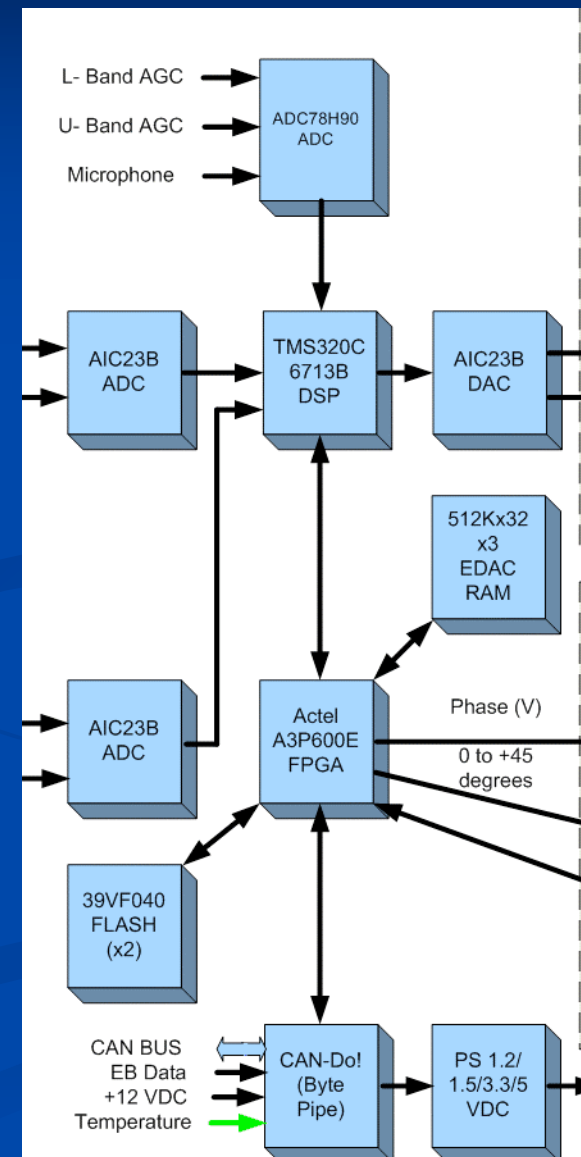 L- Band AGC
U- Band AGC
Microphone
ADC78H90
ADC
AIC23B
ADC
TMS320C
6713B
DSP
AIC23B
DAC
512Kx32
x3
EDAC
RAM
AIC23B
ADC
Actel
A3P600E
FPGA
Phase (V)
0 to +45
degrees
39VF040
FLASH
(x2)
CAN BUS
EB Data
+12 VDC
Temperature
CAN-Do!
(Byte
Pipe)
PS 1.2/
1.5/3.3/5
VDC